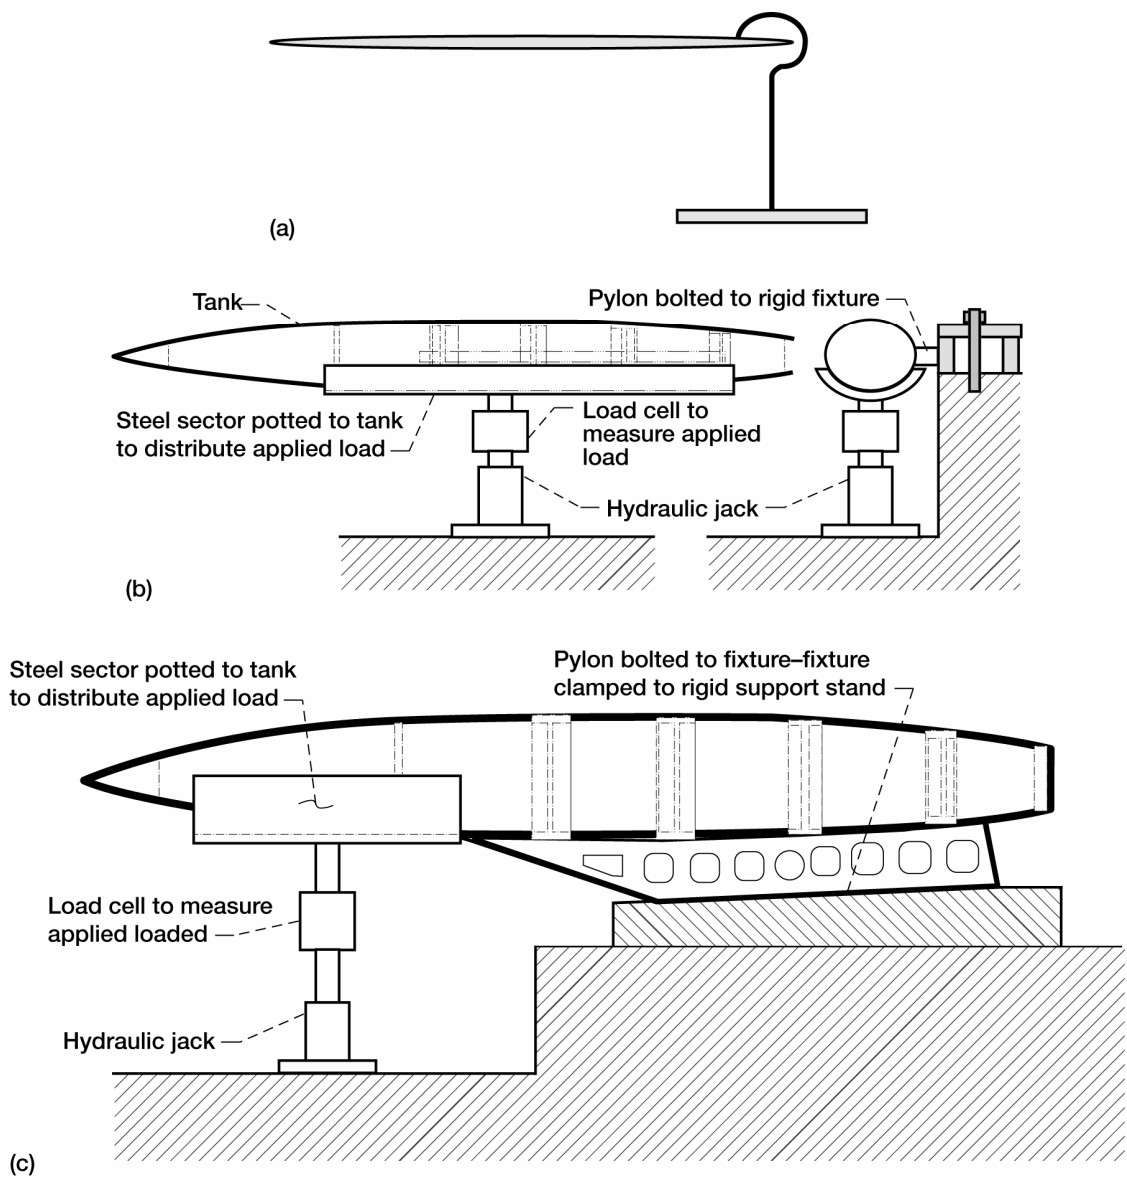 (a)
Tank
Pylon bolted to rigid fixture
Steel sector potted to tank
to distribute applied load
Load cell to
measure applied
load
Hydraulic jack
(b)
Steel sector potted to tank
to distribute applied load
Pylon bolted to fixture–fixture
clamped to rigid support stand
Load cell to measure
applied loaded
Hydraulic jack
(c)